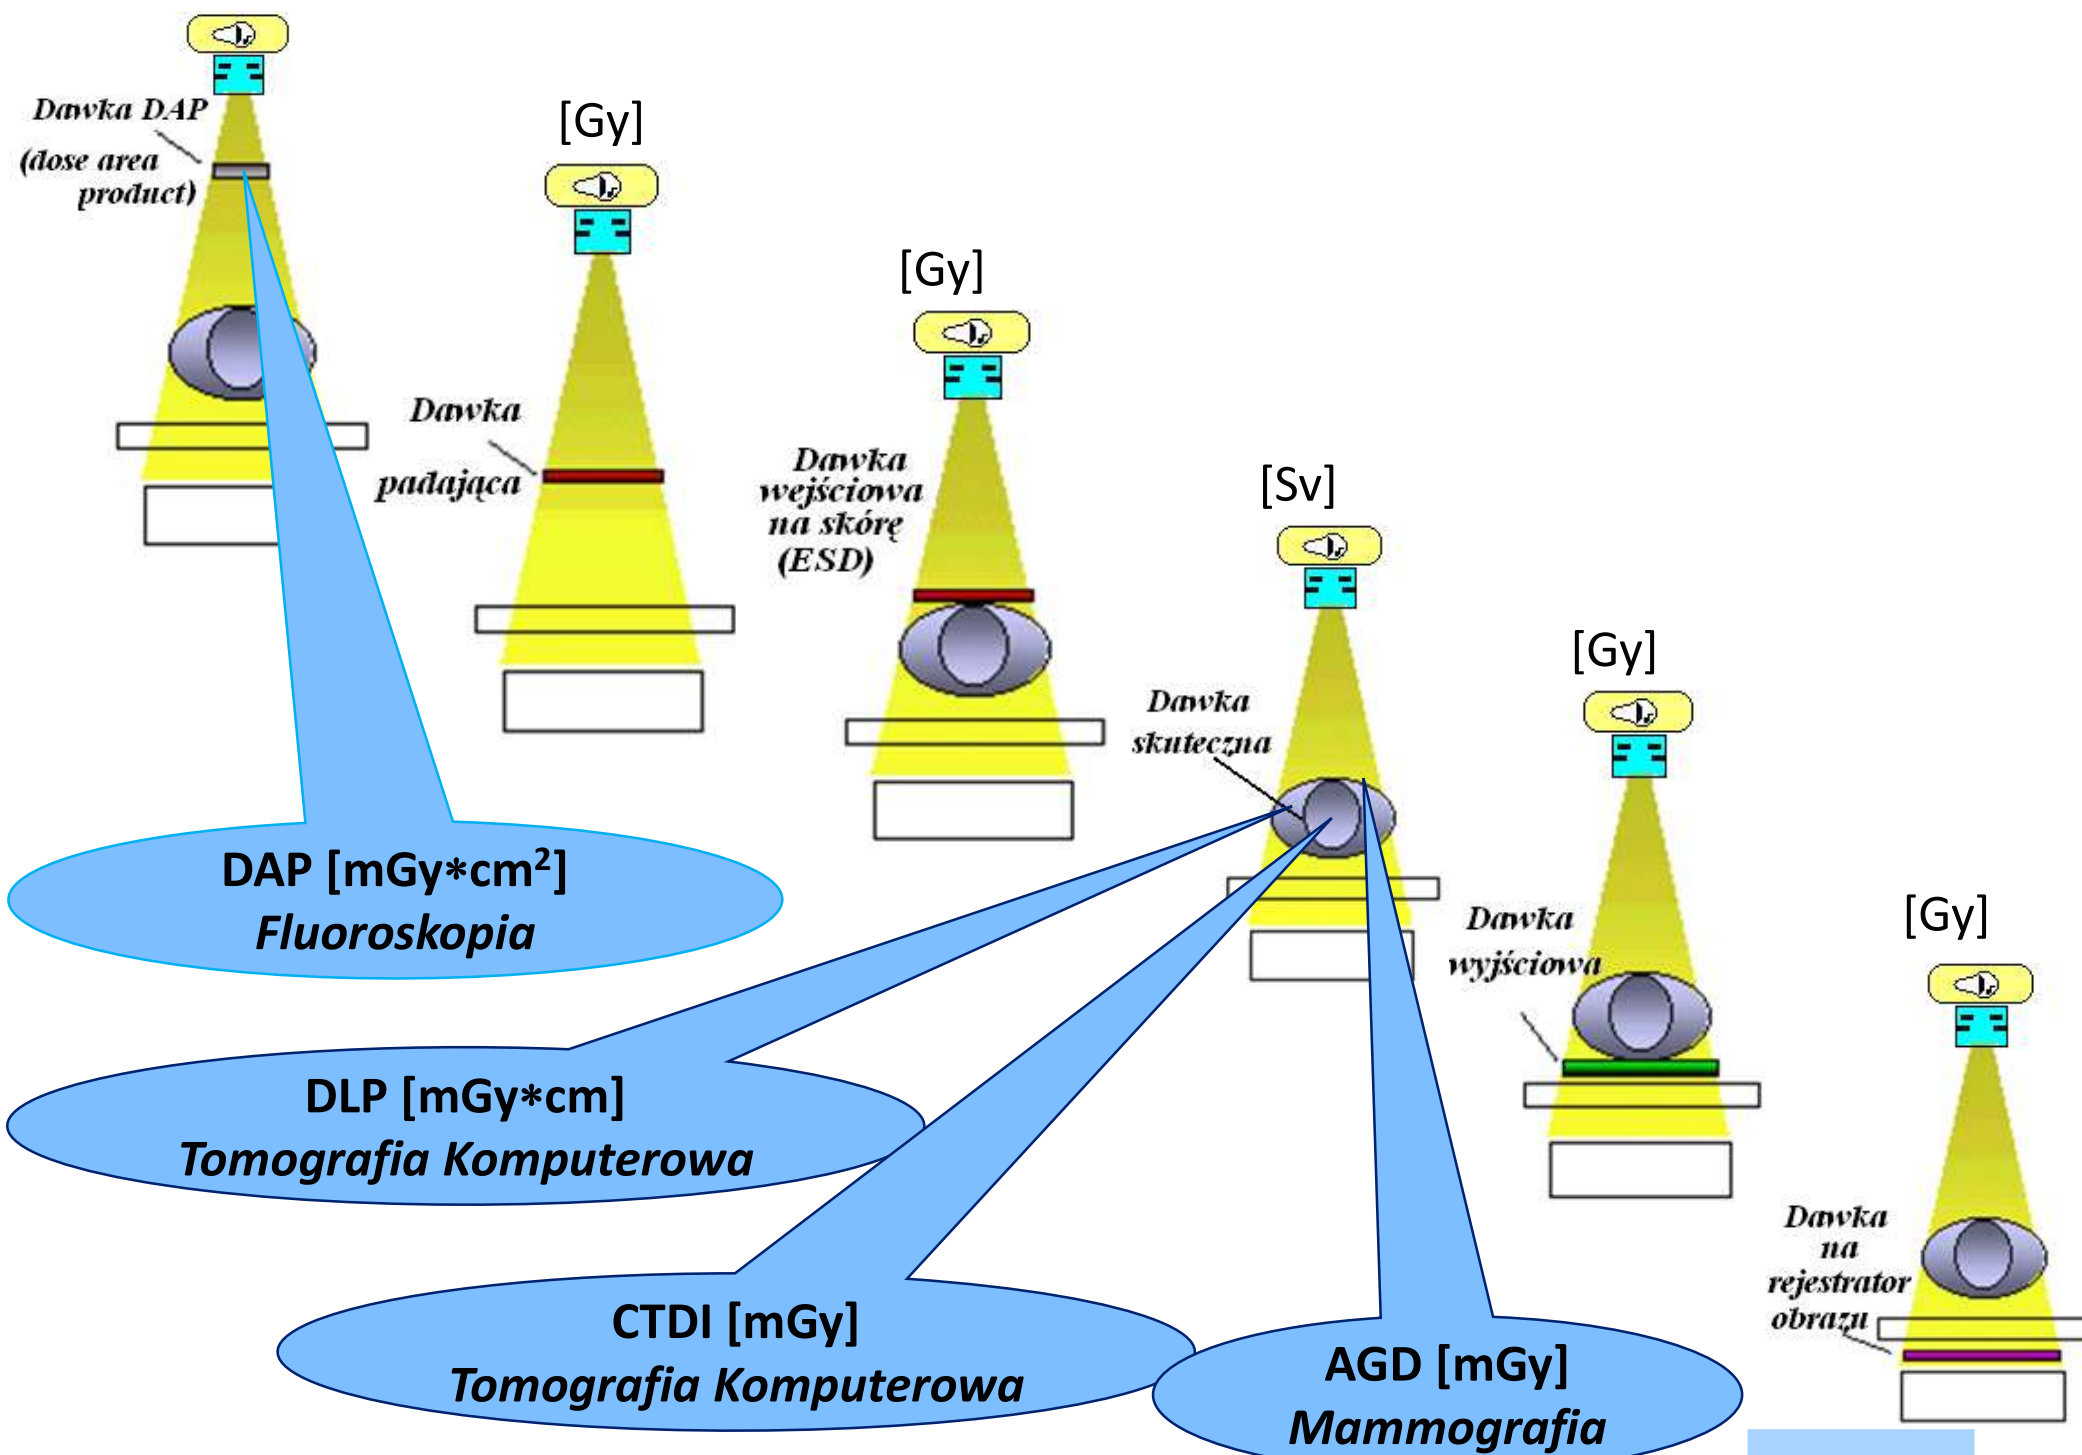 Dawka DAP
(dose area
product)
[Gy]
Dawka
padająca
[Gy]
Dawka
wejściowa
na skórę
(ESD)
[Sv]
Dawka
skuteczna
[Gy]
Dawka
wyjściowa
[Gy]
Dawka
na
rejestrator
obrazu
DAP [mGy*cm²]
Fluoroskopia
DLP [mGy*cm]
Tomografia Komputerowa
CTDI [mGy]
Tomografia Komputerowa
AGD [mGy]
Mammografia